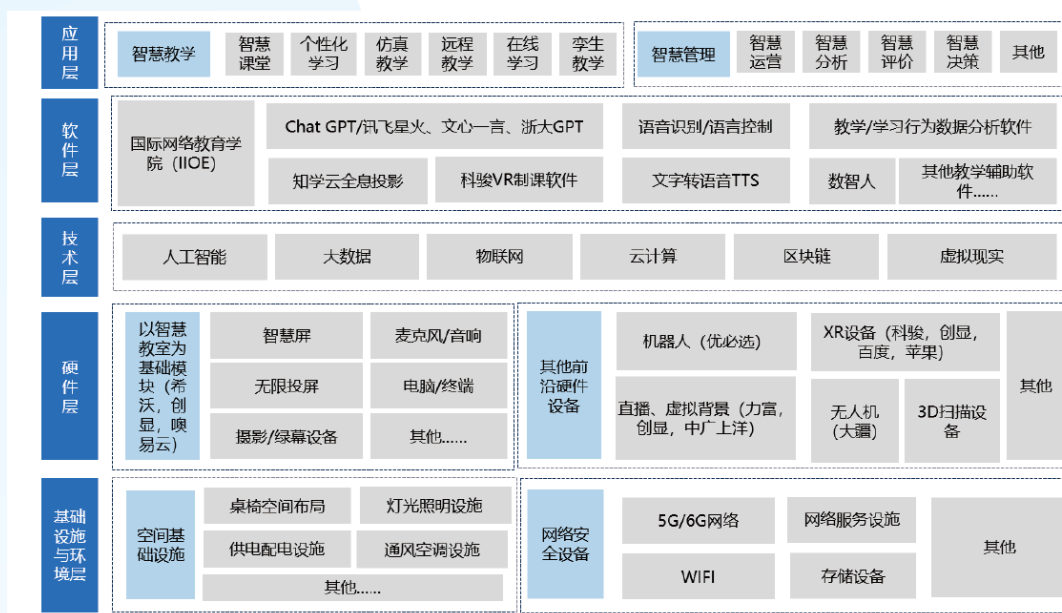 应
用
层
智慧教学
智慧
课堂
个性化
学习
仿真
教学
远程
教学
在线
学习
孪生
教学
智慧管理
智慧
运营
智慧
分析
智慧
评价
智慧
决策
其他
软
件
层
国际网络教育学
院（IIOE）
Chat GPT/讯飞星火、文心一言、浙大GPT
语音识别/语言控制
教学/学习行为数据分析软件
知学云全息投影
科骏VR制课软件
文字转语音TTS
数智人
其他教学辅助软
件......
技
术
层
人工智能
大数据
物联网
云计算
区块链
虚拟现实
硬
件
层
以智慧
教室为
基础模
块（希
沃，创
显，噢
易云）
智慧屏
麦克风/音响
无限投屏
电脑/终端
摄影/绿幕设备
其他......
其他前
沿硬件
设备
机器人（优必选）
XR设备（科骏，创显，
百度，苹果）
直播、虚拟背景（力富，
创显，中广上洋）
无人机
（大疆）
3D扫描设
备
其他
基础
设施
与环
境层
空间基
础设施
桌椅空间布局
灯光照明设施
供电配电设施
通风空调设施
其他......
网络安
全设备
5G/6G网络
网络服务设施
WIFI
存储设备
其他